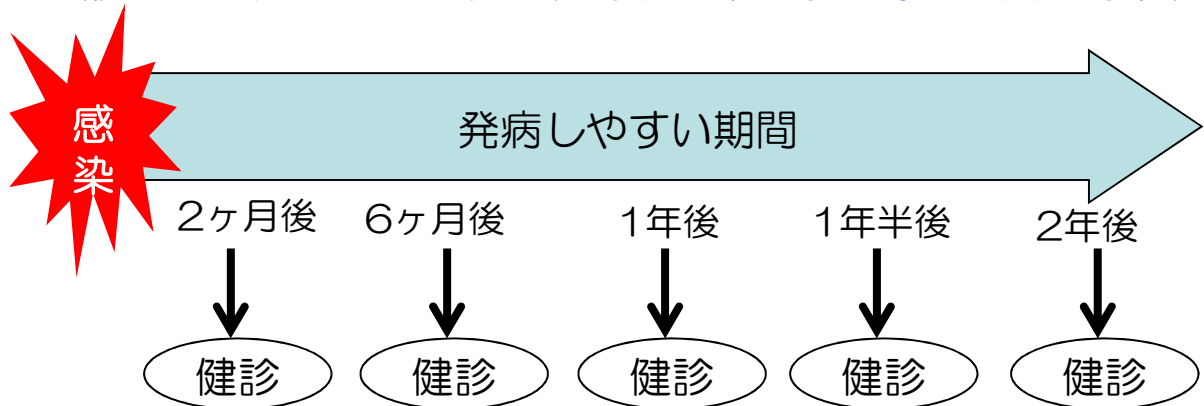 感染
発病しやすい期間
2ヶ月後
6ヶ月後
1年後
1年半後
2年後
健診
健診
健診
健診
健診